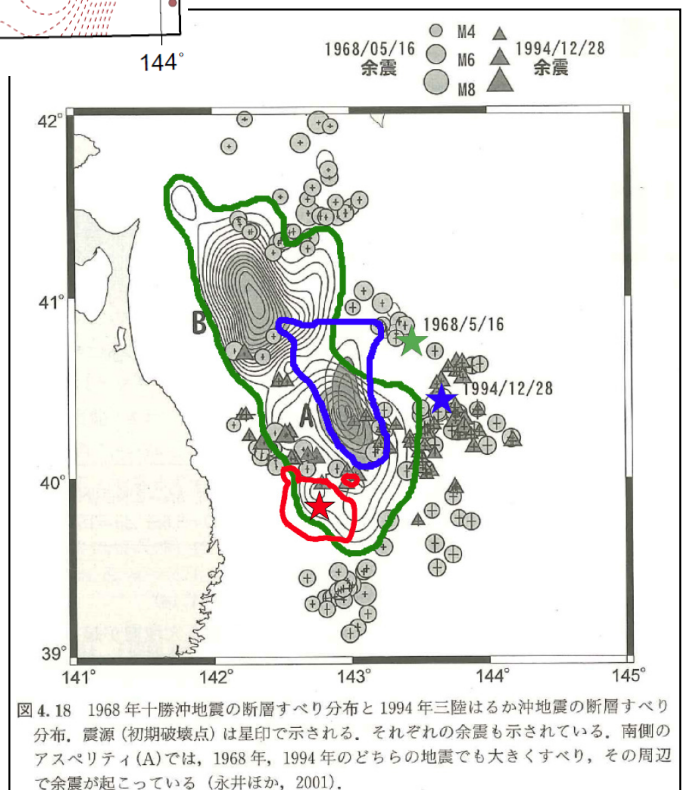 144°
1968/05/16
余震
M4
M6
M8
1994/12/28
余震
42°
41°
40°
39°
B
A
1968/5/16
1994/12/28
141°
142°
143°
144°
145°
図 4.18 1968 年十勝沖地震の断層すべり分布と 1994 年三陸はるか沖地震の断層すべり
分布．震源 (初期破壊点) は星印で示される．それぞれの余震も示されている．南側の
アスペリティ(A)では，1968 年，1994 年のどちらの地震でも大きくすべり，その周辺
で余震が起こっている (永井ほか，2001)．